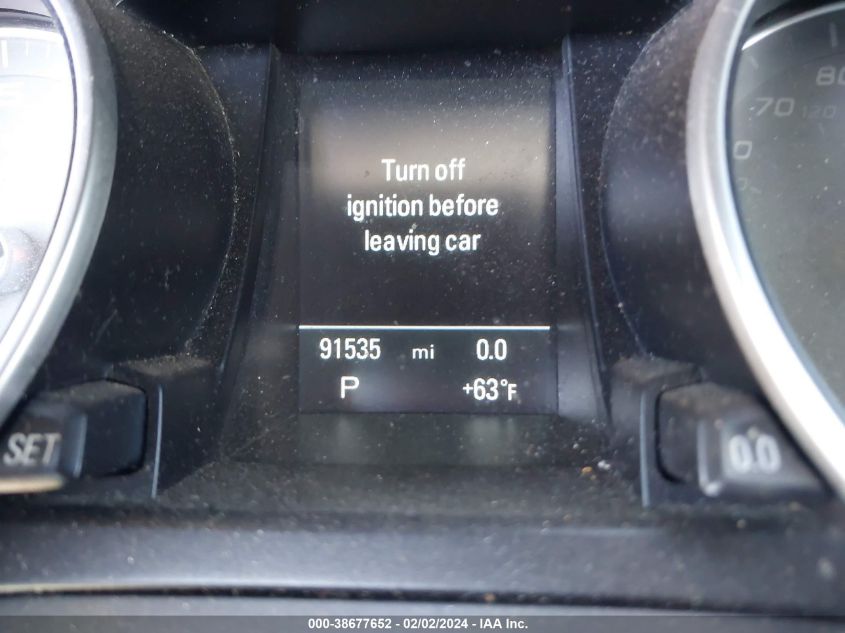 80
70 120
Turn off
ignition before
leaving car
91535 mi 0.0
P +63°F
SET
0.0
000-38677652 / 02/02/2024 - IAA Inc.